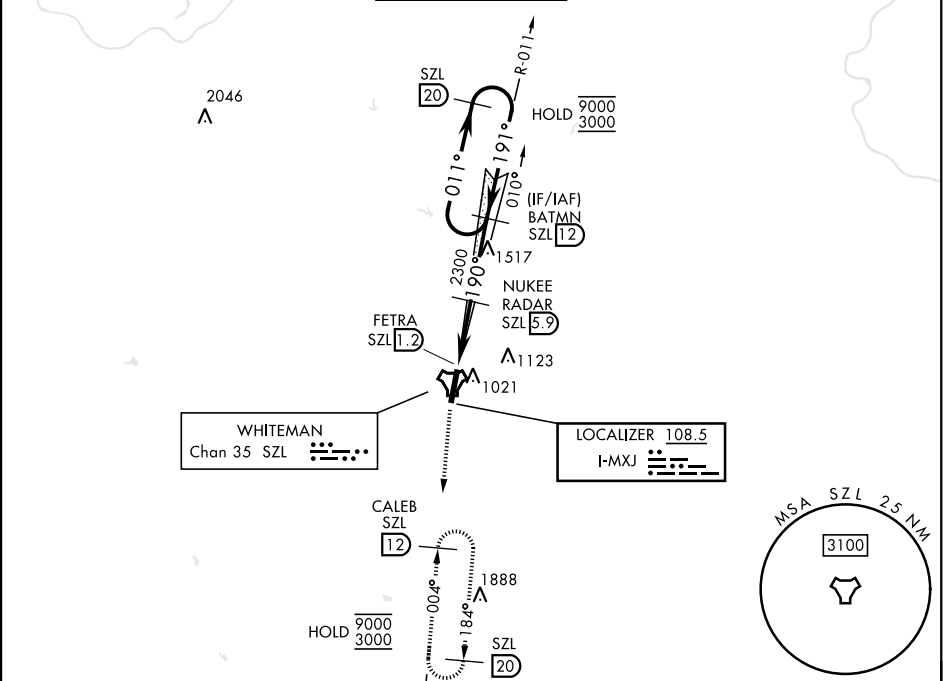 R-011
SZL
20
HOLD 9000
3000
2046
191°
011°
010°
(IF/IAF)
BATMN
SZL 12
1517
2300
190°
NUKEE
RADAR
SZL 5.9
FETRA
SZL 1.2
1123
1021
WHITEMAN
Chan 35 SZL
LOCALIZER 108.5
I-MXJ
MSA SZL 25 NM
3100
CALEB
SZL
12
1888
004°
184°
HOLD 9000
3000
SZL
20